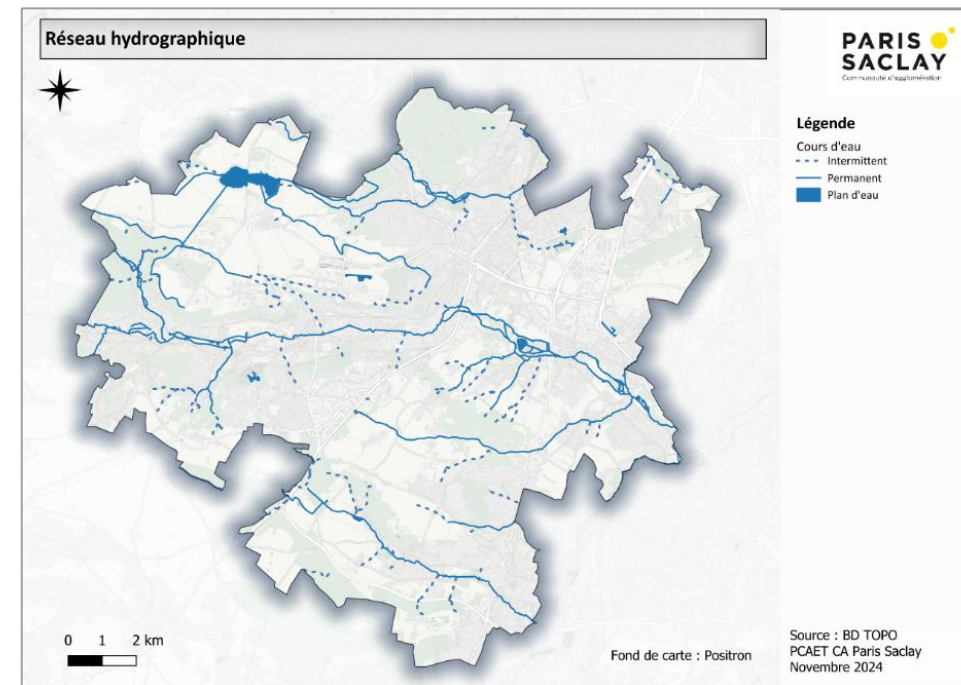 Réseau hydrographique
PARIS
SACLAY
Communauté d'agglomération
Légende
Cours d'eau
Intermittent
Permanent
Plan d'eau
0 1 2 km
Fond de carte : Positron
Source : BD TOPO
PCAET CA Paris Saclay
Novembre 2024